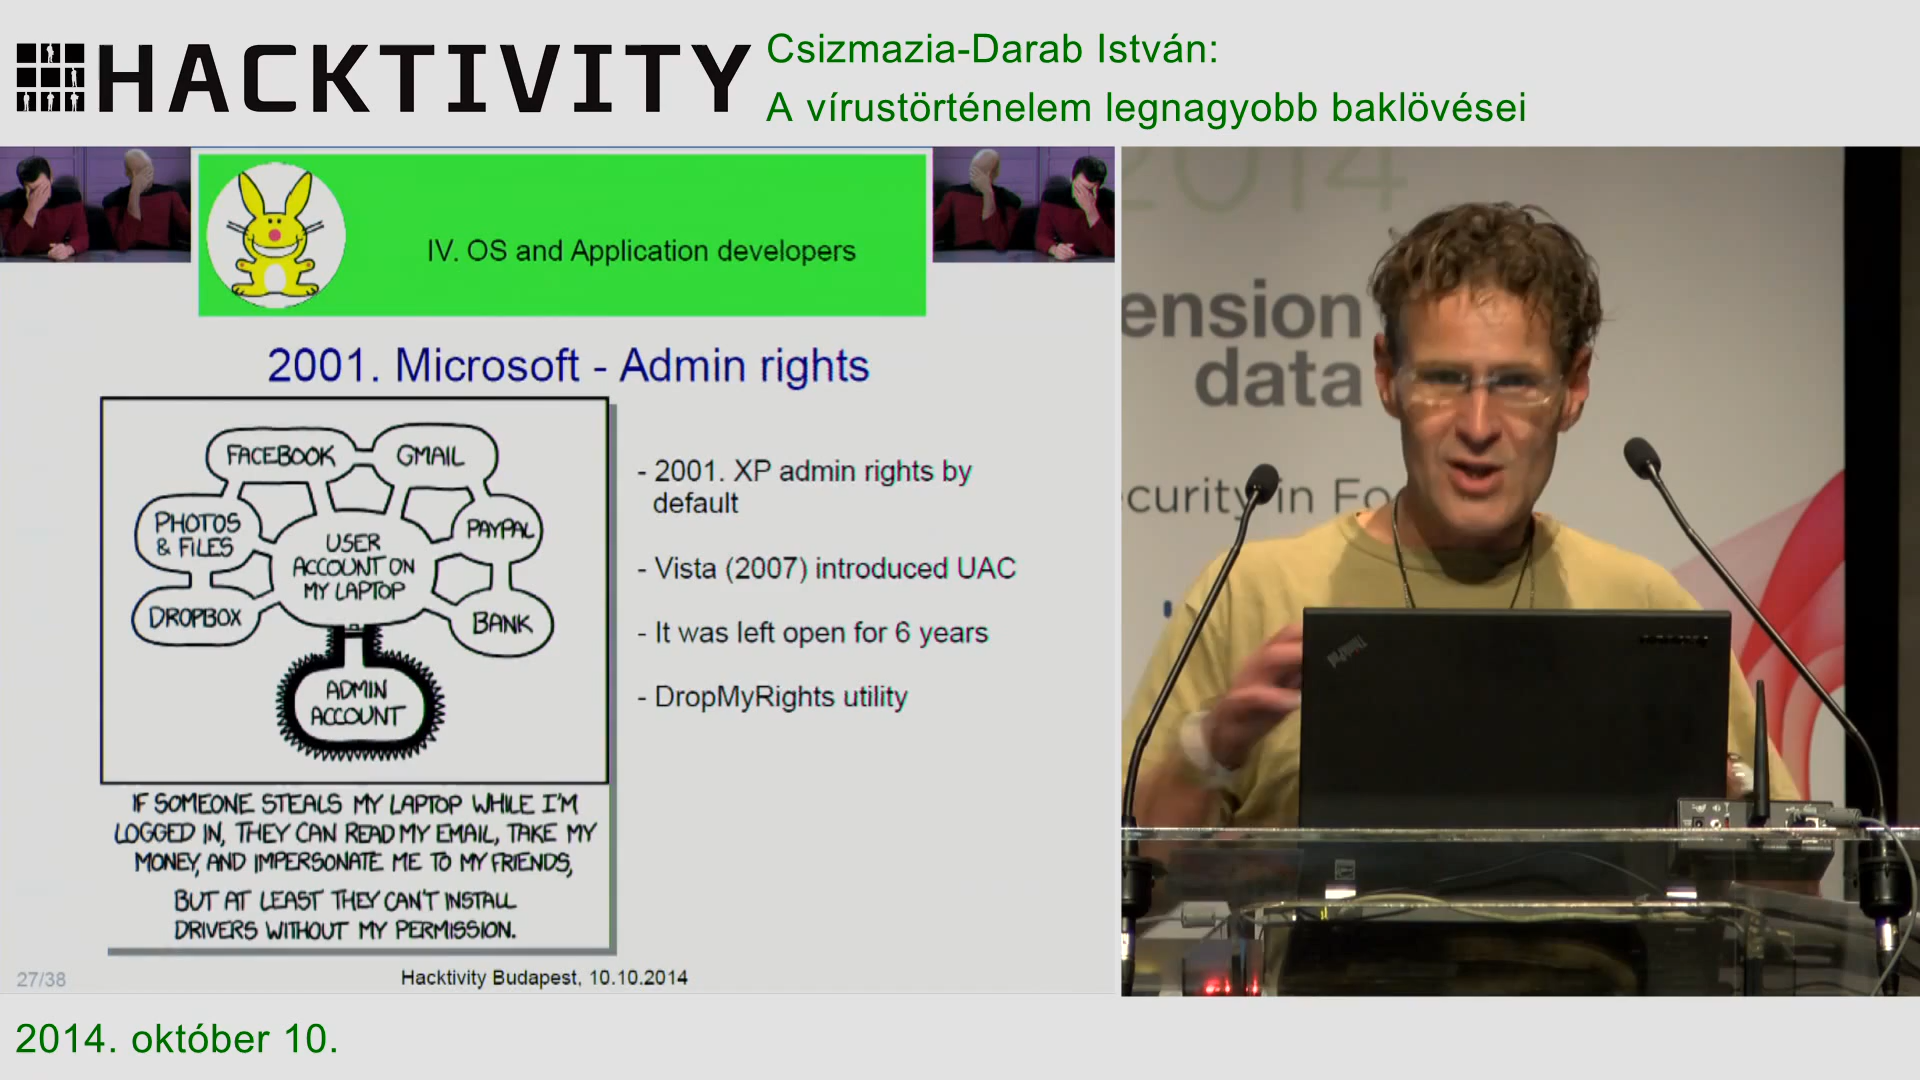 HACKTIVITY
Csizmazia-Darab István:
A vírustörténelem legnagyobb baklövései
IV. OS and Application developers
2001. Microsoft - Admin rights
FACEBOOK
GMAIL
PHOTOS
& FILES
PAYPAL
USER
ACCOUNT ON
MY LAPTOP
DROPBOX
BANK
ADMIN
ACCOUNT
IF SOMEONE STEALS MY LAPTOP WHILE I'M
LOGGED IN, THEY CAN READ MY EMAIL, TAKE MY
MONEY, AND IMPERSONATE ME TO MY FRIENDS,
BUT AT LEAST THEY CAN'T INSTALL
DRIVERS WITHOUT MY PERMISSION.
- 2001. XP admin rights by
default
- Vista (2007) introduced UAC
- It was left open for 6 years
- DropMyRights utility
27/38
Hacktivity Budapest, 10.10.2014
2014
ension
data
curity in Fo
ThinkPad
2014. október 10.